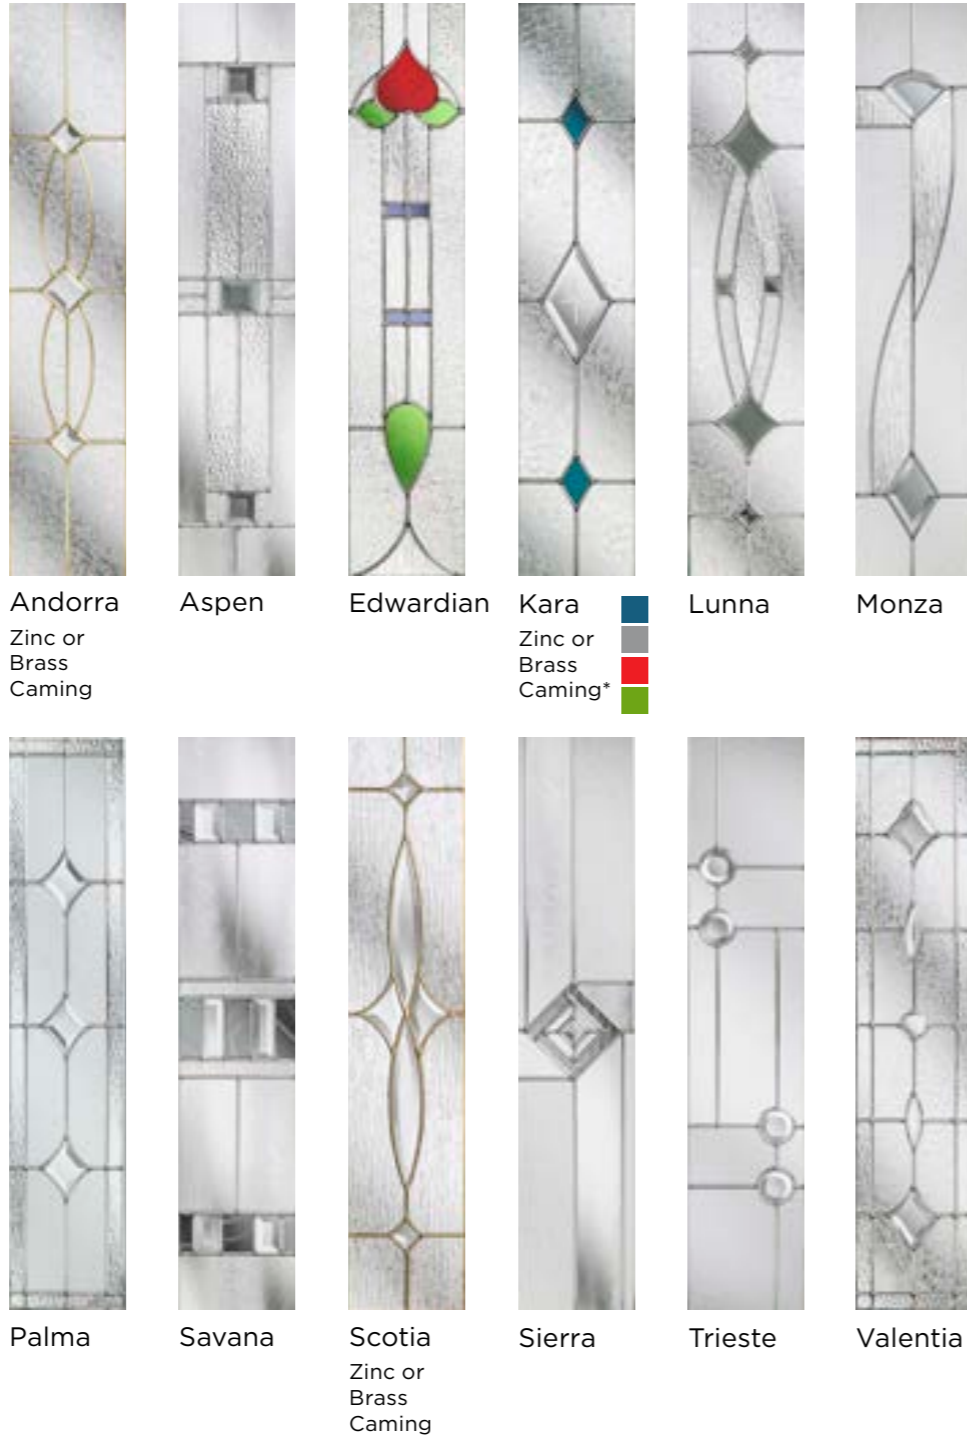 Andorra
Zinc or
Brass
Caming
Aspen
Edwardian
Kara
Zinc or
Brass
Caming*
Lunna
Monza
Palma
Savana
Scotia
Zinc or
Brass
Caming
Sierra
Trieste
Valentia